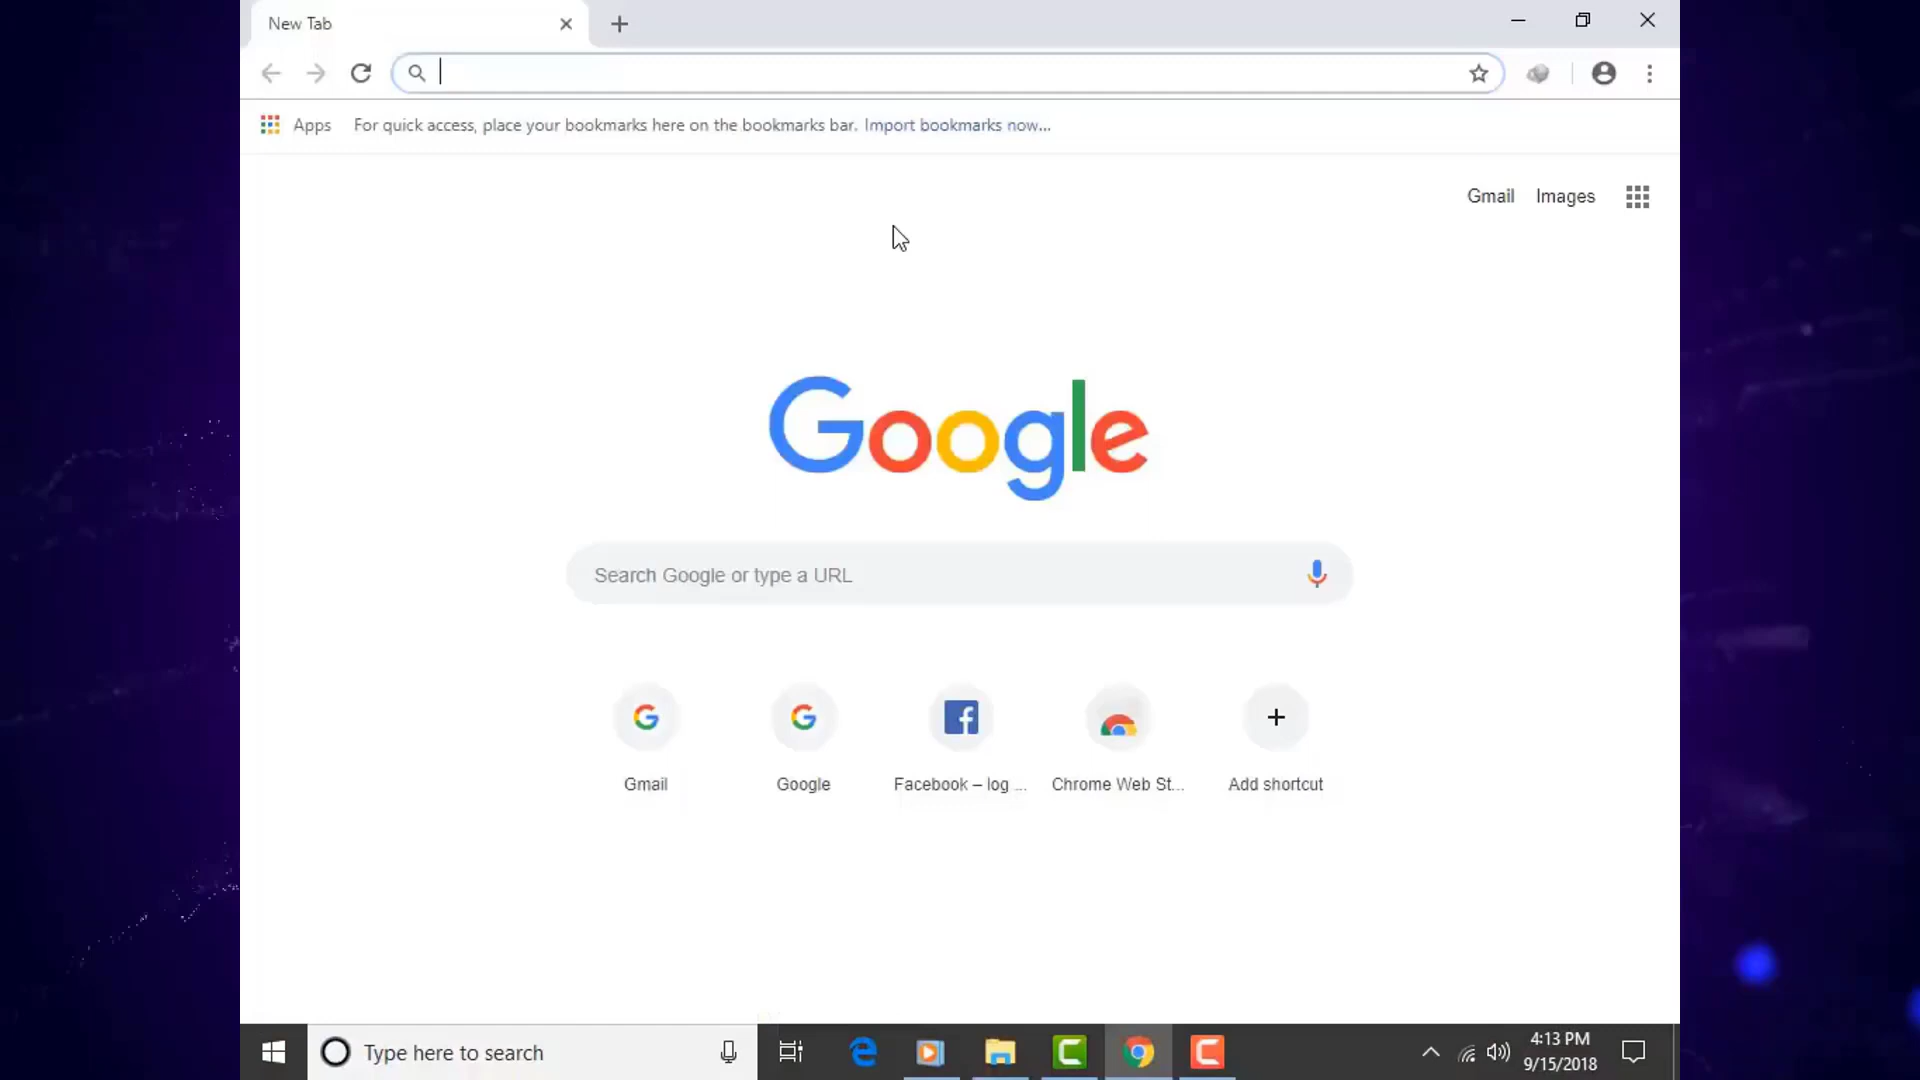 New Tab
Apps For quick access, place your bookmarks here on the bookmarks bar. Import bookmarks now...
Gmail Images
Google
Search Google or type a URL
Gmail Google Facebook – log ... Chrome Web St... Add shortcut
Type here to search
4:13 PM
9/15/2018